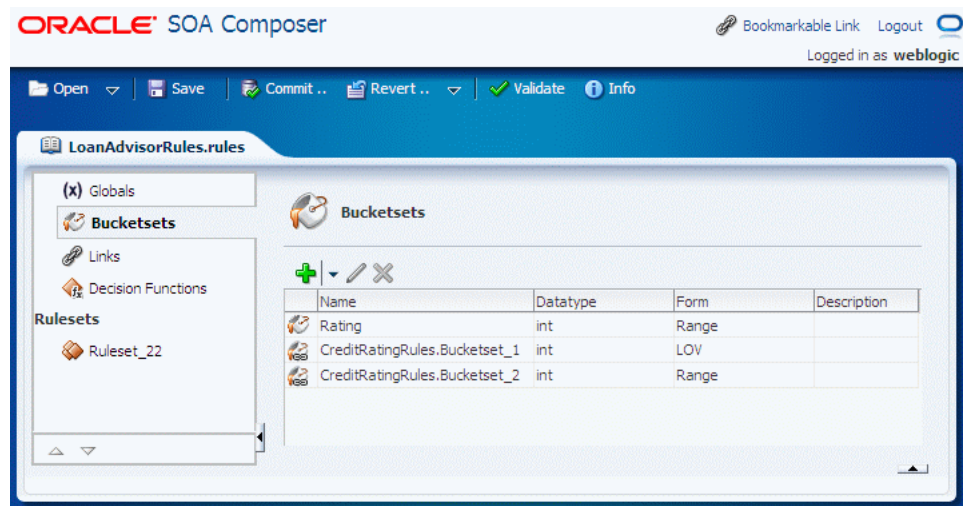 ORACLE SOA Composer
Bookmarkable Link Logout
Logged in as weblogic
Open Save Commit .. Revert .. Validate Info
LoanAdvisorRules.rules
(x) Globals
Bucketsets
Links
Decision Functions
Rulesets
Ruleset_22
Bucketsets
Name Datatype Form Description
Rating int Range
CreditRatingRules.Bucketset_1 int LOV
CreditRatingRules.Bucketset_2 int Range